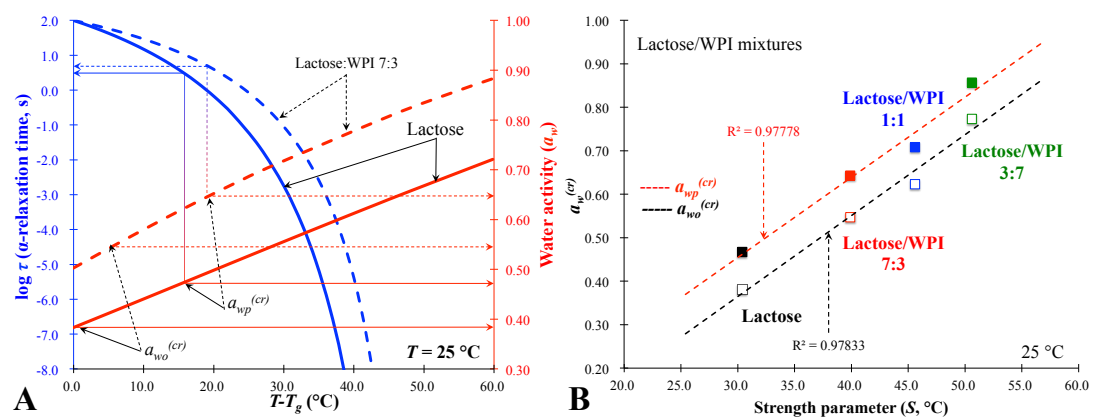 2.0
1.0
0.0
-1.0
-2.0
-3.0
-4.0
-5.0
-6.0
-7.0
-8.0
log τ (α-relaxation time, s)
1.00
0.90
0.80
0.70
0.60
0.50
0.40
0.30
Water activity (aw)
Lactose:WPI 7:3
Lactose
awp(cr)
awo(cr)
T = 25 °C
0.0 10.0 20.0 30.0 40.0 50.0 60.0
T-Tg (°C)
A
1.00
0.90
0.80
0.70
0.60
0.50
0.40
0.30
0.20
aw(cr)
Lactose/WPI mixtures
Lactose/WPI
1:1
R² = 0.97778
Lactose/WPI
3:7
awp(cr)
awo(cr)
Lactose/WPI
7:3
Lactose
R² = 0.97833
25 °C
20.0 25.0 30.0 35.0 40.0 45.0 50.0 55.0 60.0
Strength parameter (S, °C)
B